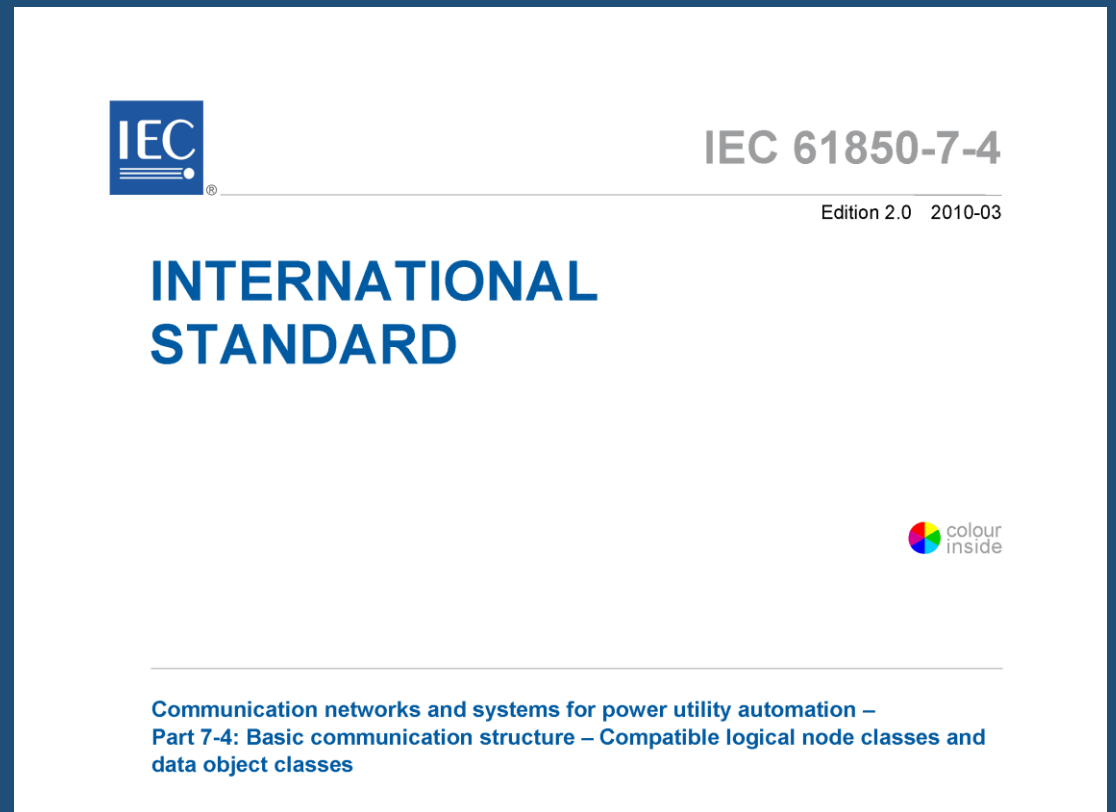 IEC
®
IEC 61850-7-4
Edition 2.0 2010-03
INTERNATIONAL
STANDARD
colour
inside
Communication networks and systems for power utility automation –
Part 7-4: Basic communication structure – Compatible logical node classes and
data object classes